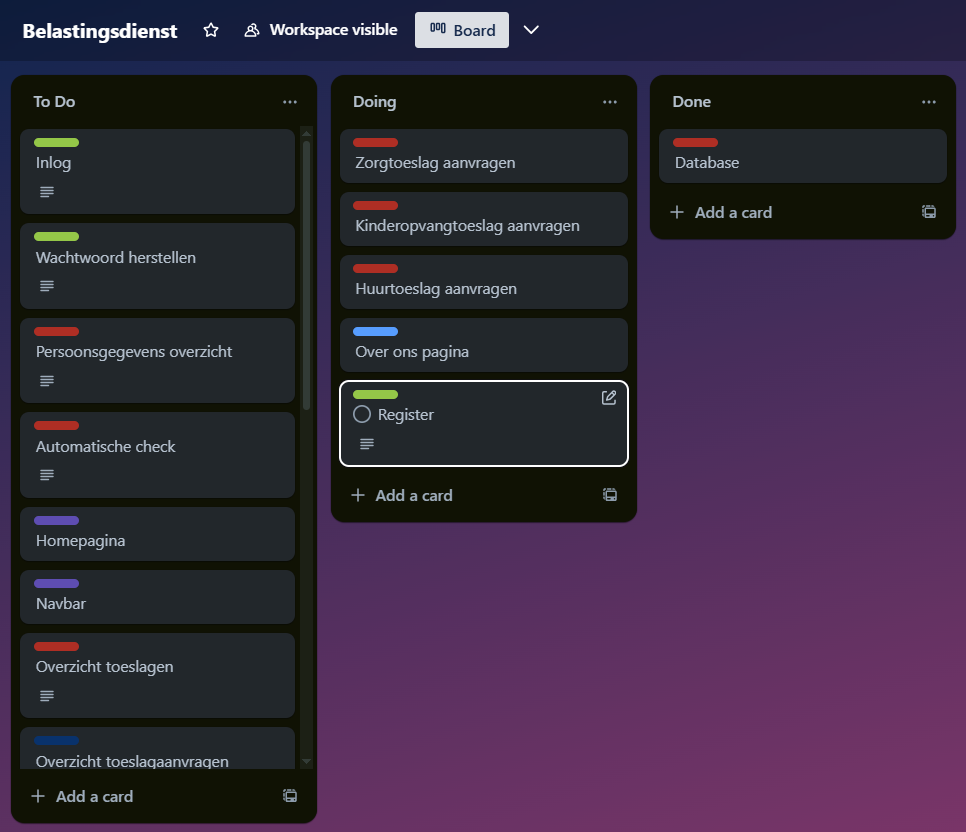 Belastingsdienst
Workspace visible
Board
To Do
Inlog
Wachtwoord herstellen
Persoonsgegevens overzicht
Automatische check
Homepagina
Navbar
Overzicht toeslagen
Overzicht toeslagaanvragen
Add a card
Doing
Zorgtoeslag aanvragen
Kinderopvangtoeslag aanvragen
Huurtoeslag aanvragen
Over ons pagina
Register
Add a card
Done
Database
Add a card